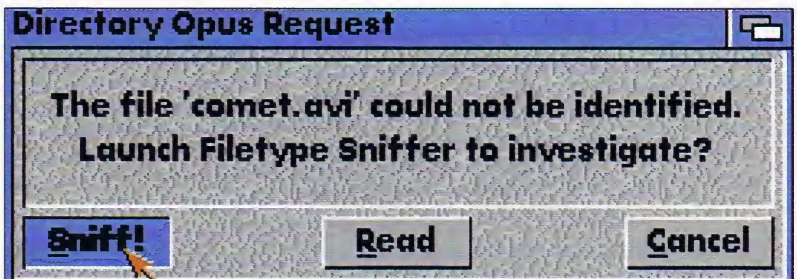 Directory Opus Request
The file 'comet.avi' could not be identified.
Launch Filetype Sniffer to investigate?
Sniff! Read Cancel